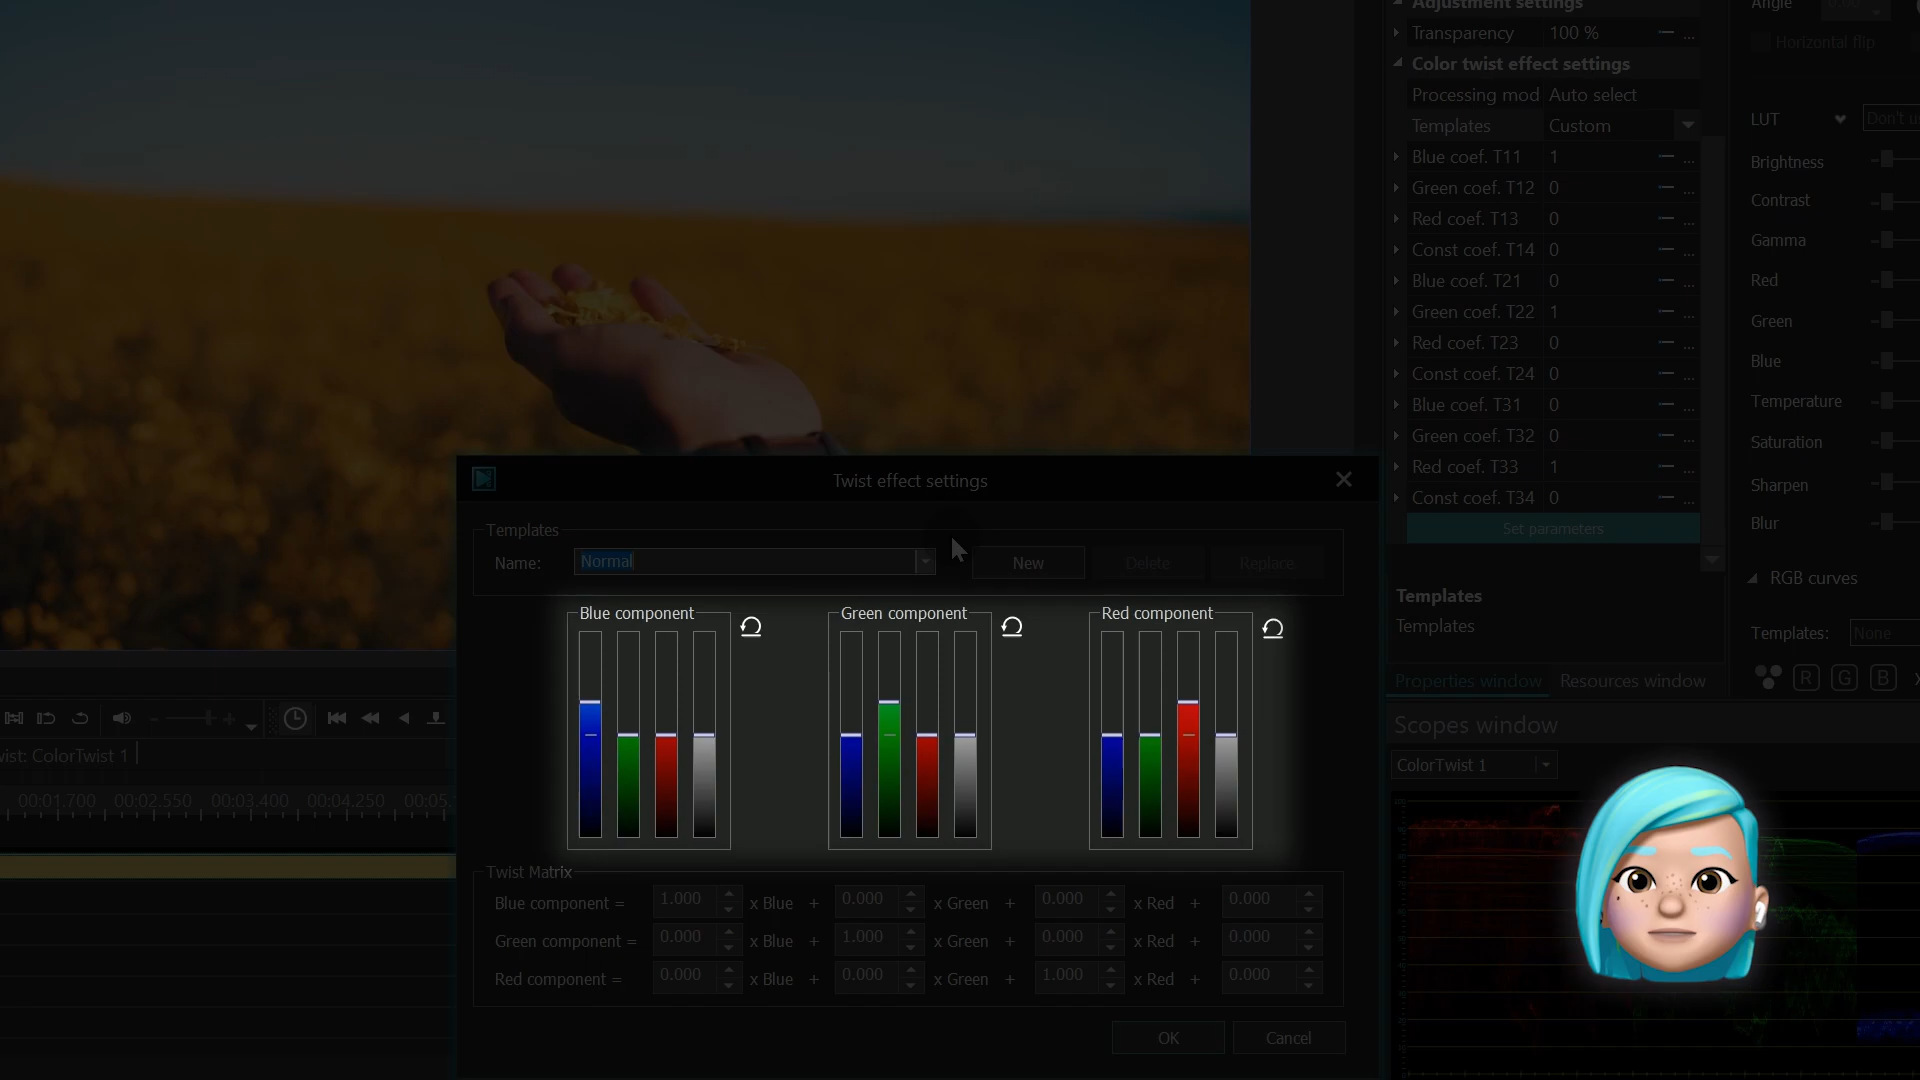 Adjustment settings
Transparency 100 % ...
Color twist effect settings
Processing mod Auto select
Templates Custom
Blue coef. T11 1 ...
Green coef. T12 0 ...
Red coef. T13 0 ...
Const coef. T14 0 ...
Blue coef. T21 0 ...
Green coef. T22 1 ...
Red coef. T23 0 ...
Const coef. T24 0 ...
Blue coef. T31 0 ...
Green coef. T32 0 ...
Red coef. T33 1 ...
Const coef. T34 0 ...
Set parameters
Templates
Templates
Properties window Resources window
Angle 0.00
Horizontal flip
LUT Don't us
Brightness
Contrast
Gamma
Red
Green
Blue
Temperature
Saturation
Sharpen
Blur
RGB curves
Templates: None
R G B
Twist effect settings
Templates
Name: Normal New Delete Replace
Blue component Green component Red component
Twist Matrix
Blue component = 1.000 x Blue + 0.000 x Green + 0.000 x Red + 0.000
Green component = 0.000 x Blue + 1.000 x Green + 0.000 x Red + 0.000
Red component = 0.000 x Blue + 0.000 x Green + 1.000 x Red + 0.000
OK Cancel
ist: ColorTwist 1
00:01.700 00:02.550 00:03.400 00:04.250 00:05.
Scopes window
ColorTwist 1